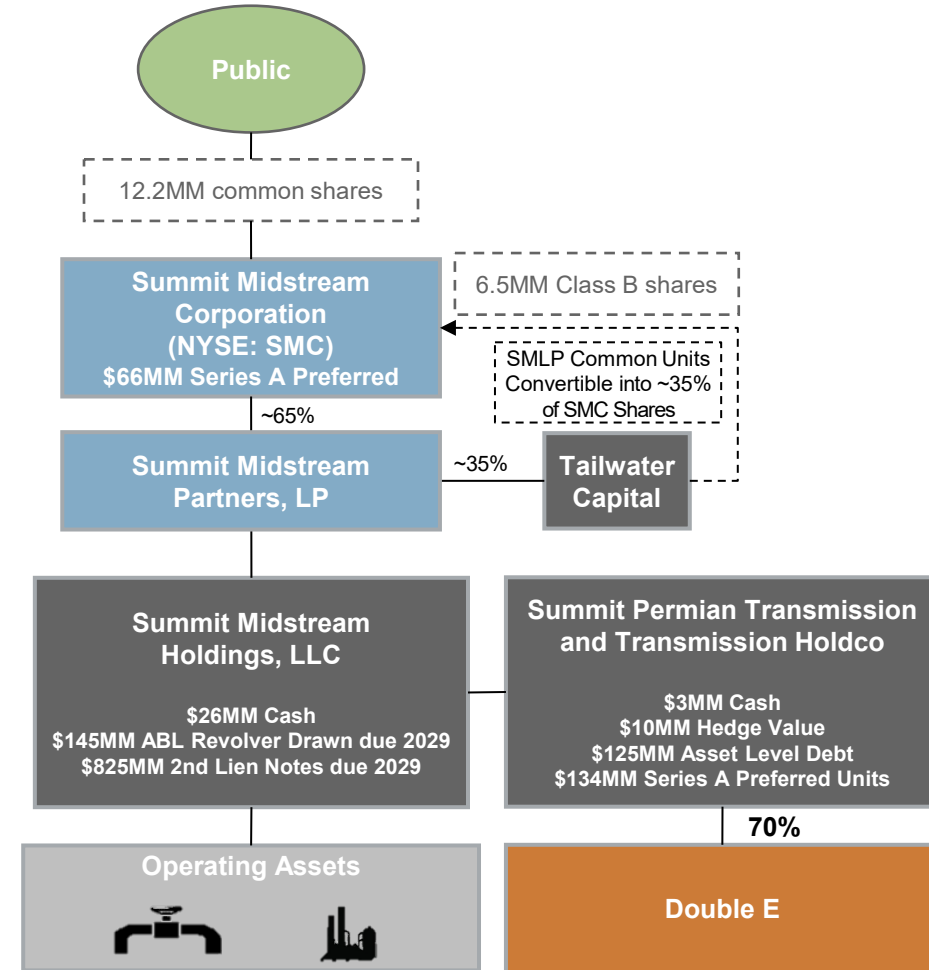 Public
12.2MM common shares
Summit Midstream
Corporation
(NYSE: SMC)
$66MM Series A Preferred
6.5MM Class B shares
SMLP Common Units
Convertible into ~35%
of SMC Shares
~65%
Summit Midstream
Partners, LP
~35%
Tailwater
Capital
Summit Midstream
Holdings, LLC
$26MM Cash
$145MM ABL Revolver Drawn due 2029
$825MM 2nd Lien Notes due 2029
Summit Permian Transmission
and Transmission Holdco
$3MM Cash
$10MM Hedge Value
$125MM Asset Level Debt
$134MM Series A Preferred Units
70%
Operating Assets
Double E